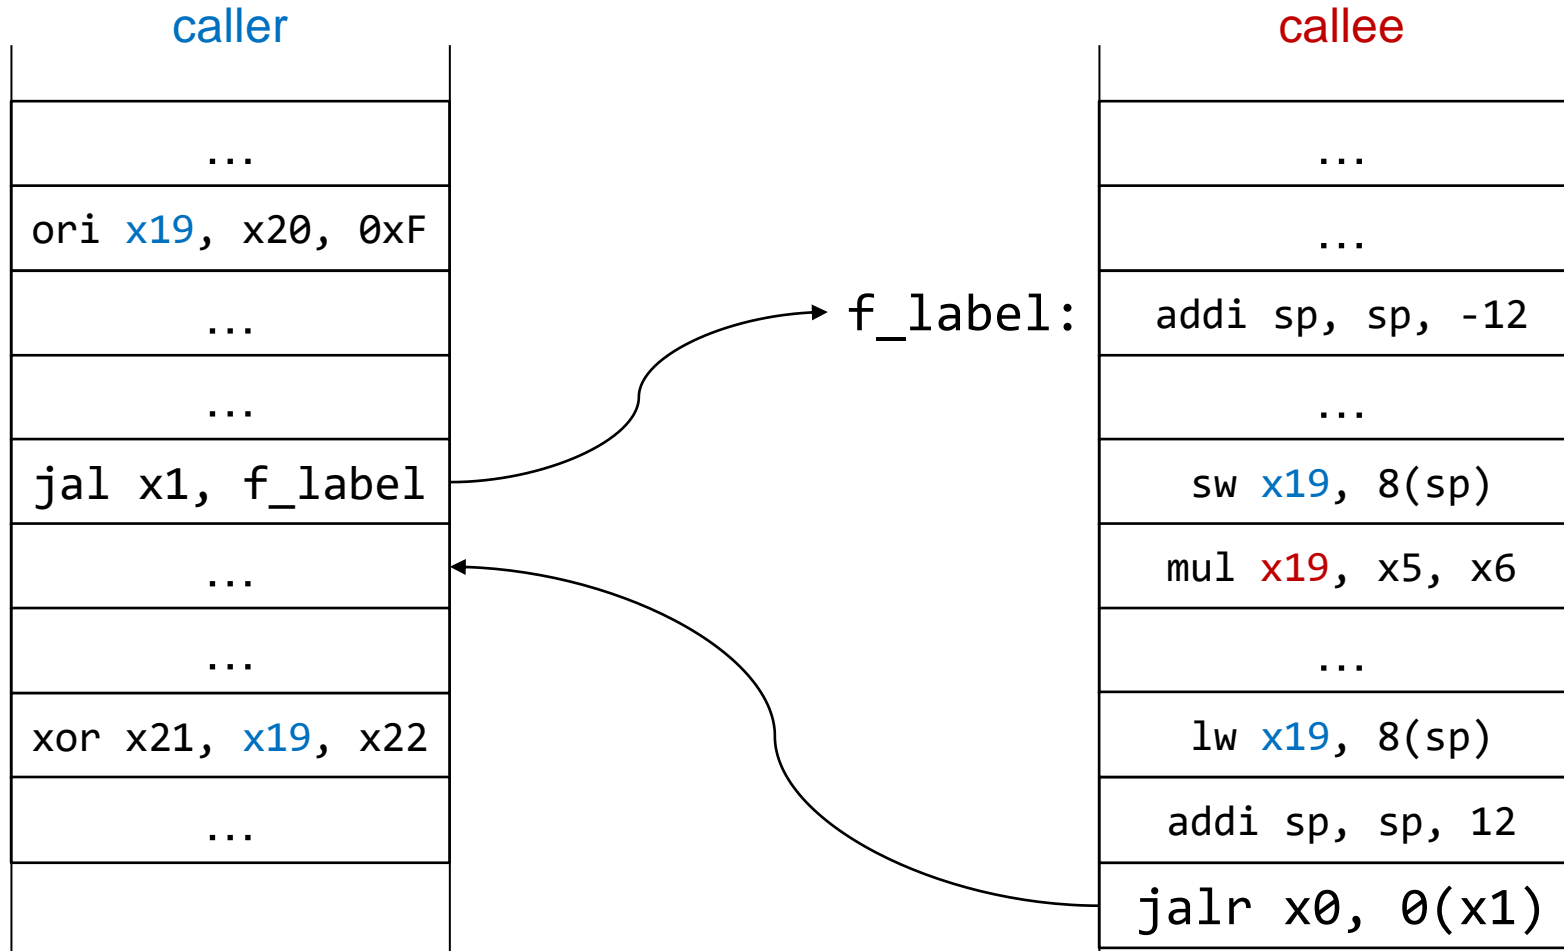 caller
...
ori x19, x20, 0xF
...
...
jal x1, f_label
...
...
xor x21, x19, x22
...
callee
...
...
f_label:
addi sp, sp, -12
...
sw x19, 8(sp)
mul x19, x5, x6
...
lw x19, 8(sp)
addi sp, sp, 12
jalr x0, 0(x1)